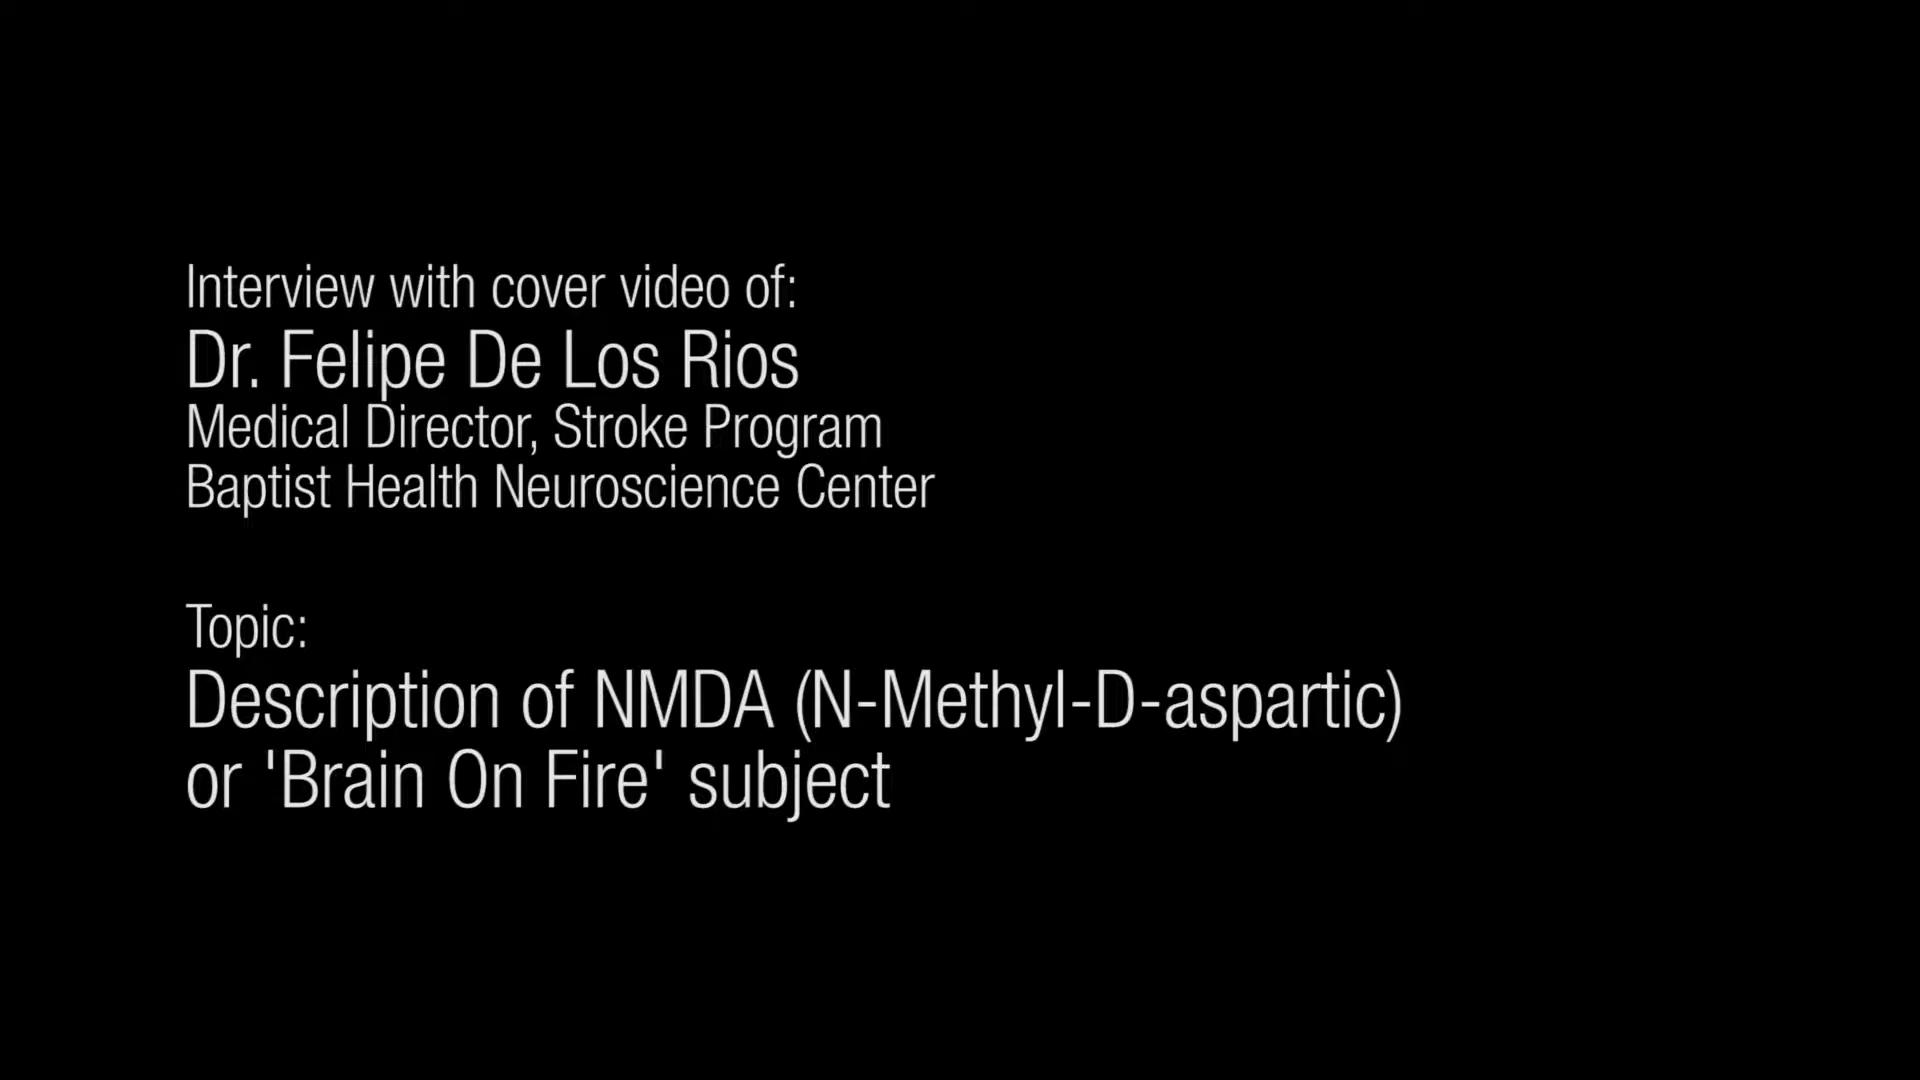 Interview with cover video of:
Dr. Felipe De Los Rios
Medical Director, Stroke Program
Baptist Health Neuroscience Center
Topic:
Description of NMDA (N-Methyl-D-aspartic)
or 'Brain On Fire' subject